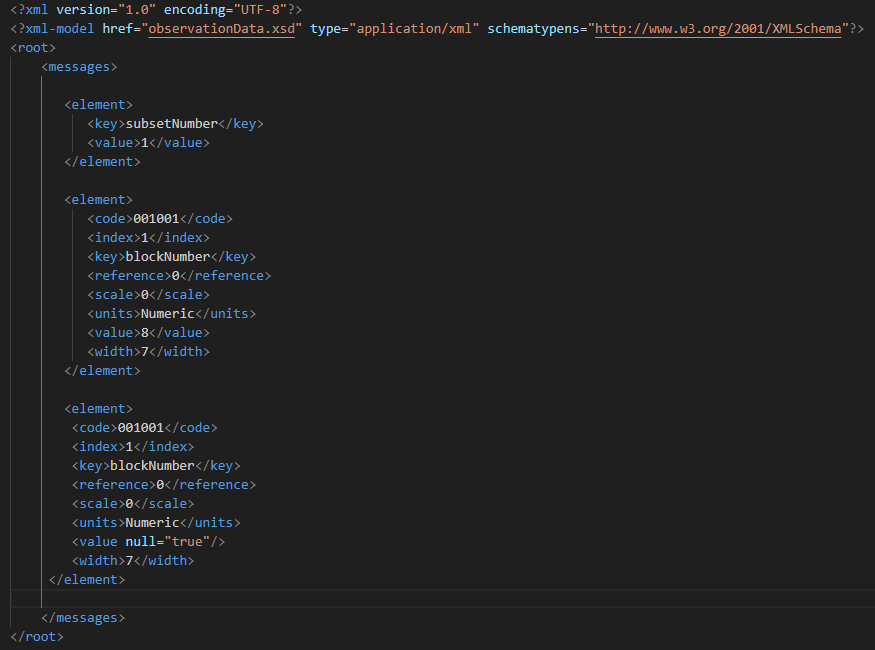 <?xml version="1.0" encoding="UTF-8"?>
<?xml-model href="observationData.xsd" type="application/xml" schematypens="http://www.w3.org/2001/XMLSchema"?>
<root>
    <messages>

       <element>
          <key>subsetNumber</key>
          <value>1</value>
       </element>

       <element>
          <code>001001</code>
          <index>1</index>
          <key>blockNumber</key>
          <reference>0</reference>
          <scale>0</scale>
          <units>Numeric</units>
          <value>8</value>
          <width>7</width>
       </element>

       <element>
        <code>001001</code>
        <index>1</index>
        <key>blockNumber</key>
        <reference>0</reference>
        <scale>0</scale>
        <units>Numeric</units>
        <value null="true"/>
        <width>7</width>
     </element>

    </messages>
</root>